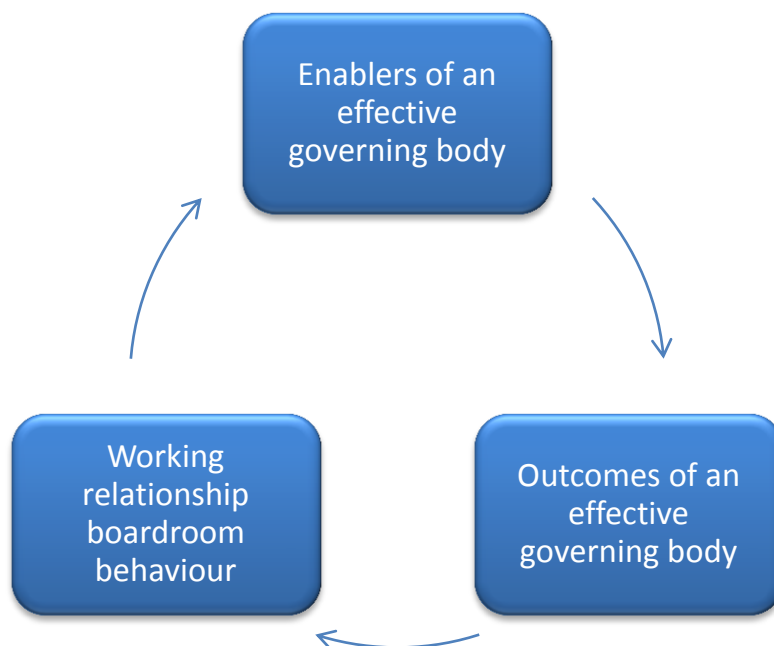 Enablers of an
effective
governing body
Working
relationship
boardroom
behaviour
Outcomes of an
effective
governing body